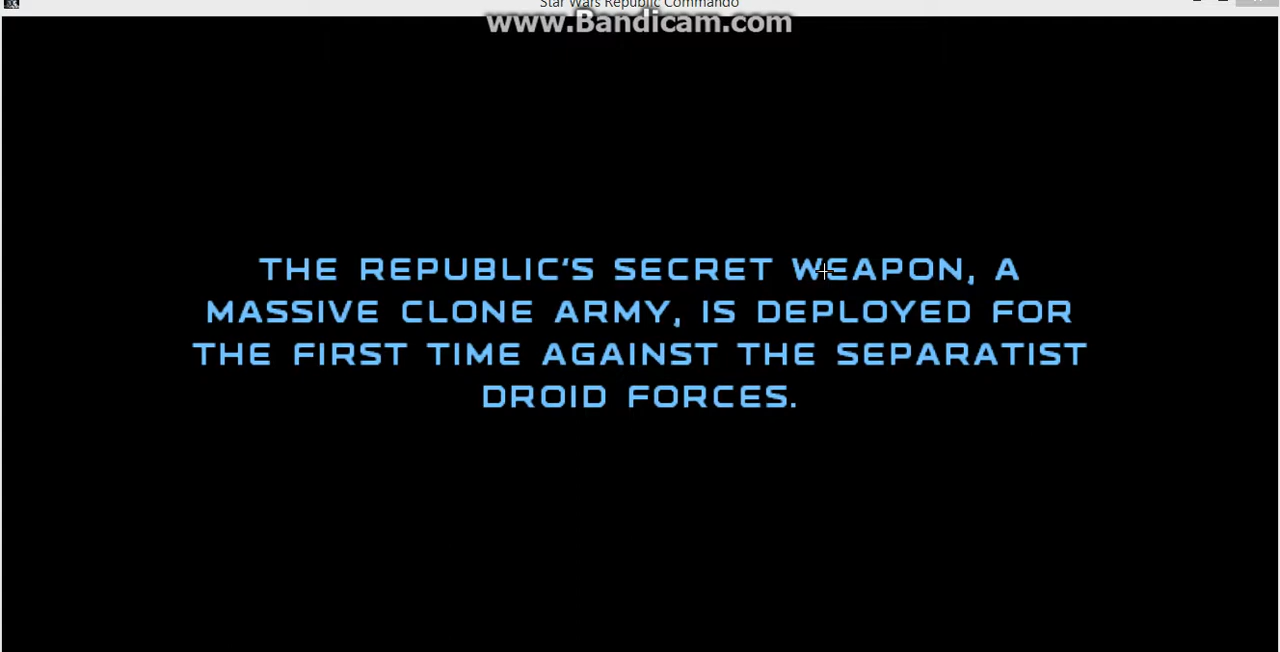 Star Wars Republic Commando
www.Bandicam.com
THE REPUBLIC'S SECRET WEAPON, A
MASSIVE CLONE ARMY, IS DEPLOYED FOR
THE FIRST TIME AGAINST THE SEPARATIST
DROID FORCES.